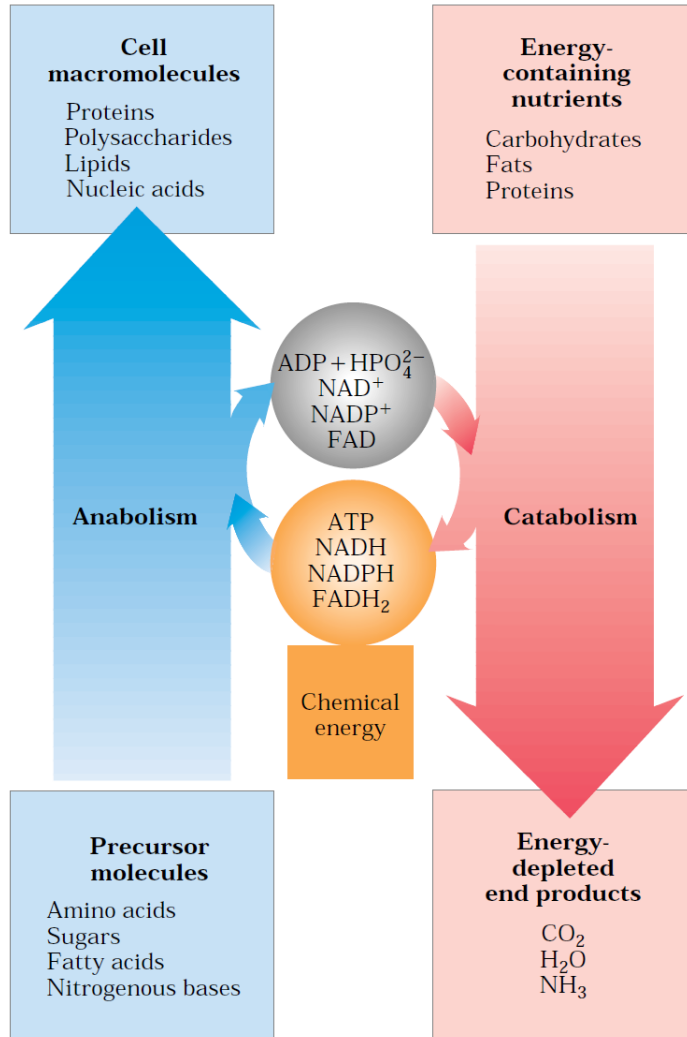 Cell
macromolecules
Proteins
Polysaccharides
Lipids
Nucleic acids
Energy-
containing
nutrients
Carbohydrates
Fats
Proteins
ADP + HPO₄²⁻
NAD⁺
NADP⁺
FAD
Anabolism
ATP
NADH
NADPH
FADH₂
Catabolism
Chemical
energy
Precursor
molecules
Amino acids
Sugars
Fatty acids
Nitrogenous bases
Energy-
depleted
end products
CO₂
H₂O
NH₃